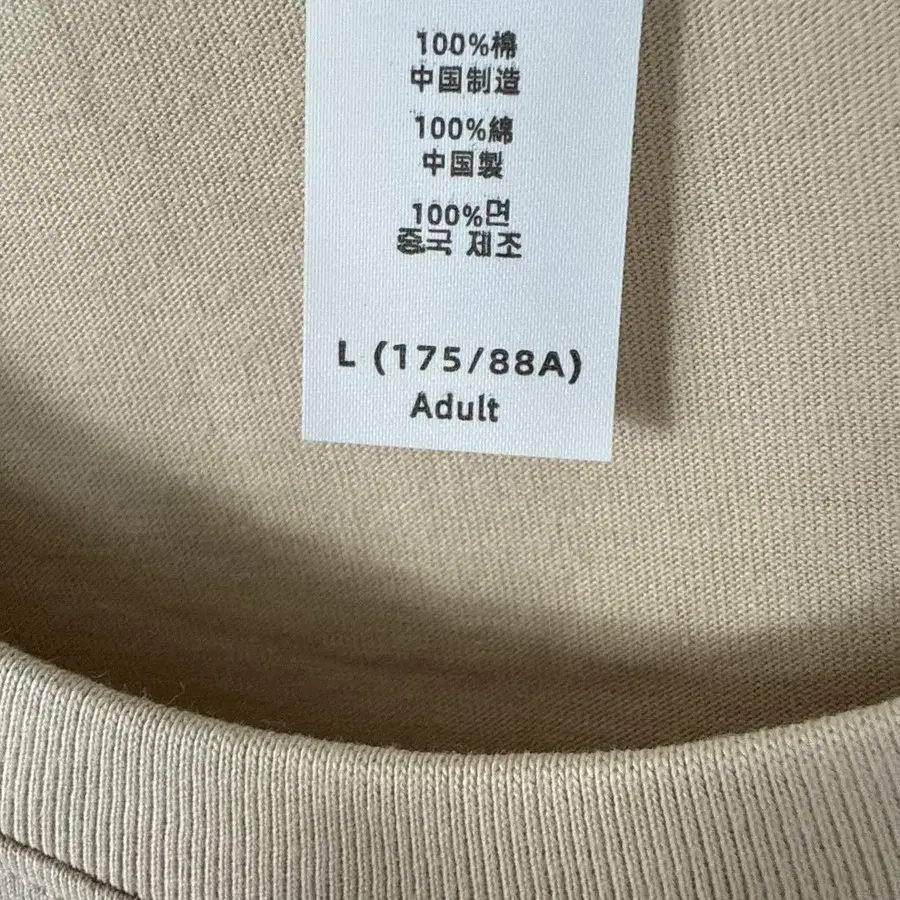 100%棉
中国制造
100%綿
中国製
100%면
중국 제조
L (175/88A)
Adult